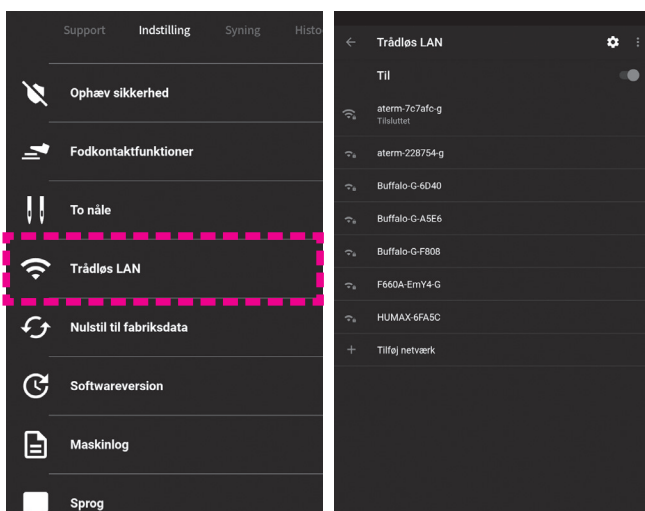 Support Indstilling Syning Histo
Ophæv sikkerhed
Fodkontaktfunktioner
To nåle
Trådløs LAN
Nulstil til fabriksdata
Softwareversion
Maskinlog
Sprog
Trådløs LAN
Til
aterm-7c7afc-g
Tilsluttet
aterm-228754-g
Buffalo-G-6D40
Buffalo-G-A5E6
Buffalo-G-F808
F660A-EmY4-G
HUMAX-6FA5C
Tilføj netværk